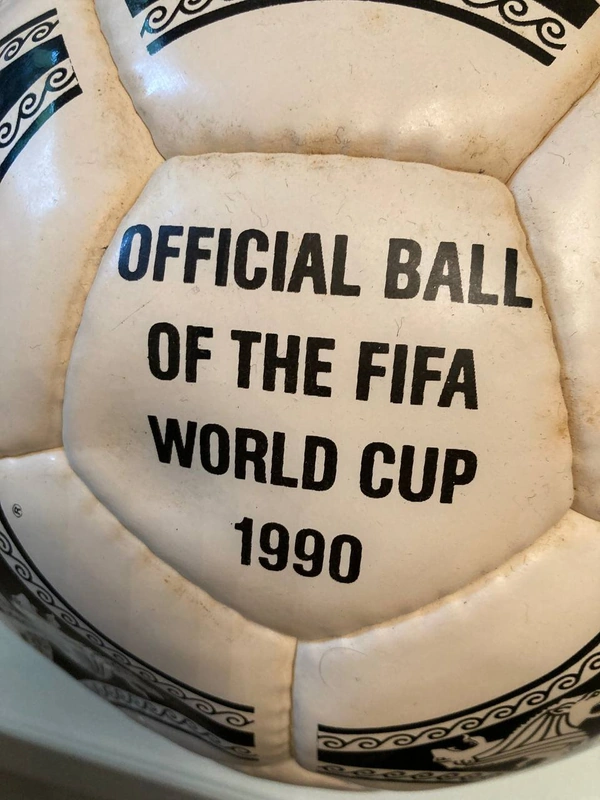 OFFICIAL BALL
OF THE FIFA
WORLD CUP
1990
®